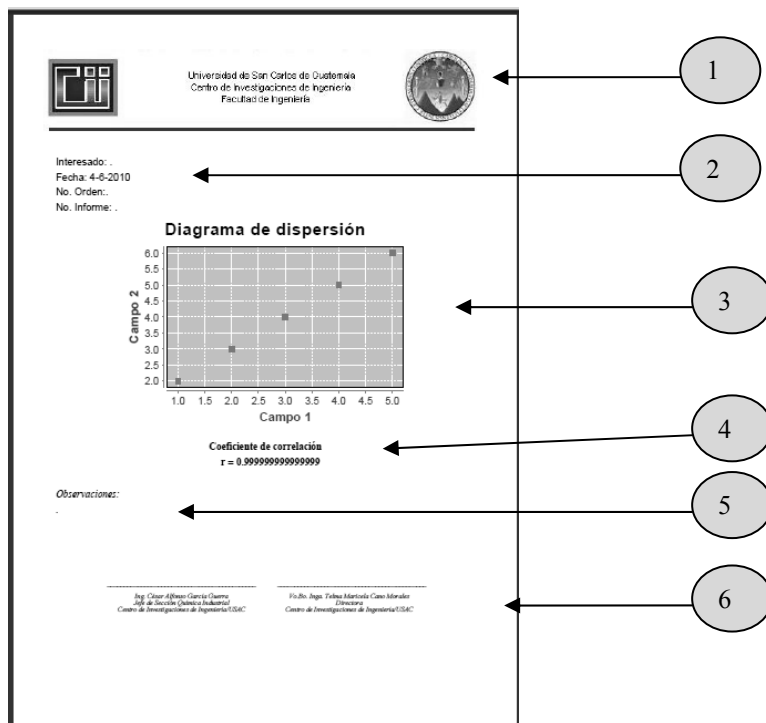 Cii
Universidad de San Carlos de Guatemala
Centro de Investigaciones de Ingeniería
Facultad de Ingeniería
1
Interesado: .
Fecha: 4-6-2010
No. Orden:.
No. Informe: .
2
Diagrama de dispersión
6.0
5.5
5.0
4.5
4.0
3.5
3.0
2.5
2.0
Campo 2
1.0 1.5 2.0 2.5 3.0 3.5 4.0 4.5 5.0
Campo 1
3
Coeficiente de correlación
r = 0.999999999999999
4
Observaciones:
.
5
Ing. César Alfonso García Guerra
Jefe de Sección Química Industrial
Centro de Investigaciones de Ingeniería/USAC
Vo.Bo. Inga. Telma Maricela Cano Morales
Directora
Centro de Investigaciones de Ingeniería/USAC
6